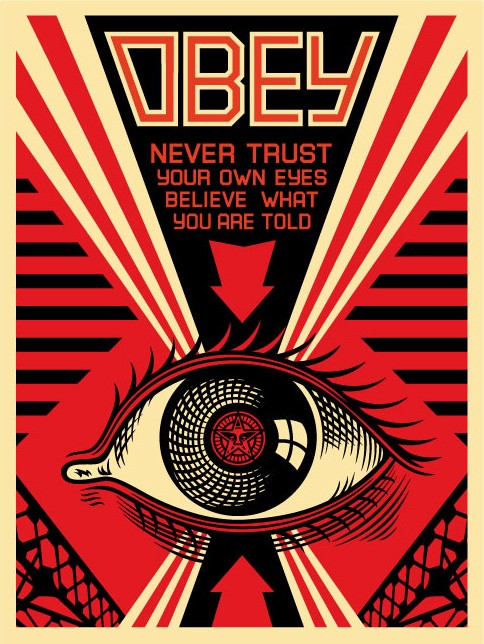 OBEY
NEVER TRUST
YOUR OWN EYES
BELIEVE WHAT
YOU ARE TOLD